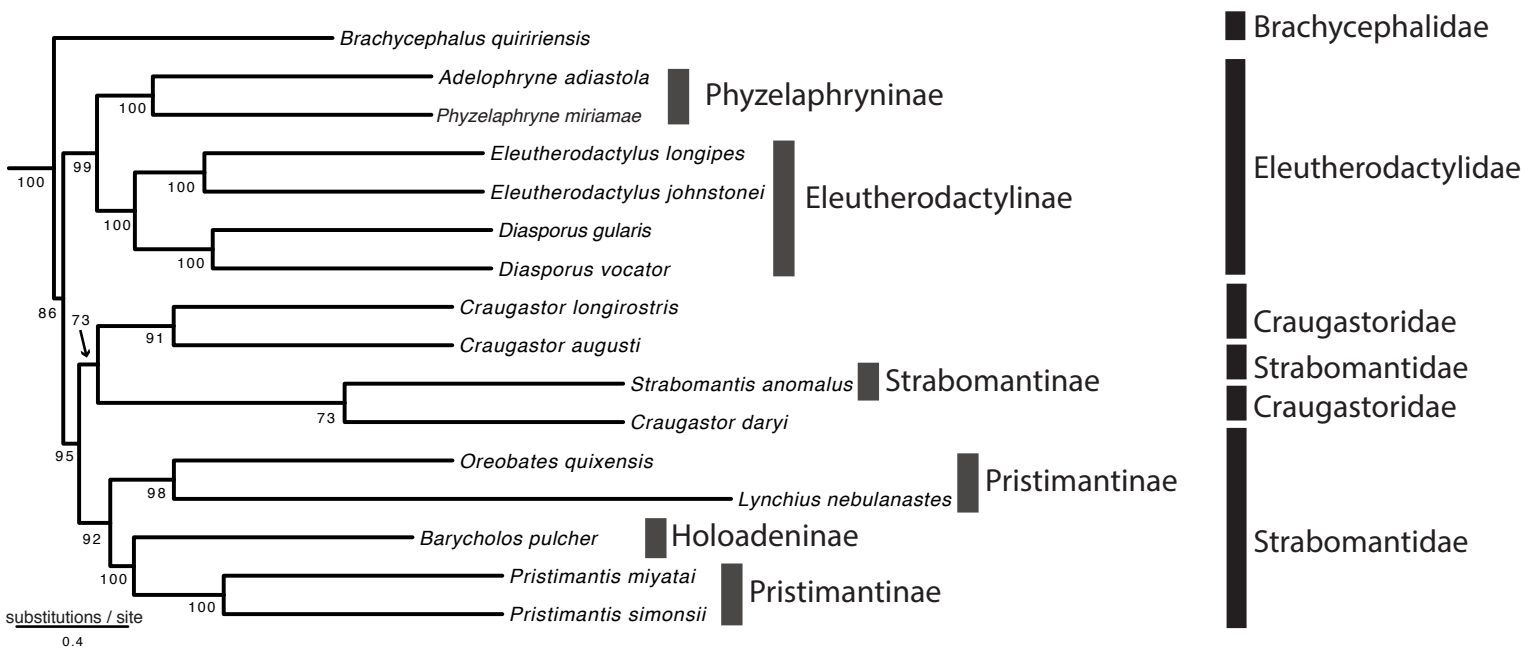 Brachycephalus quiririensis
Brachycephalidae
Adelophryne adiastola
Phyzelaphryninae
100
Phyzelaphryne miriamae
Eleutherodactylus longipes
99
Eleutherodactylidae
100
100
Eleutherodactylus johnstonei
Eleutherodactylinae
100
Diasporus gularis
100
Diasporus vocator
Craugaster longirostris
86
73
Craugastoridae
91
Craugastor augusti
Strabomantidae
Strabomantis anomalus
Strabomantinae
Craugastoridae
73
Craugastor daryi
95
Oreobates quixensis
Pristimantinae
98
Lynchius nebulanastes
92
Barycholos pulcher
Holoadeninae
Strabomantidae
100
Pristimantis miyatai
Pristimantinae
100
Pristimantis simonsii
substitutions / site
0.4